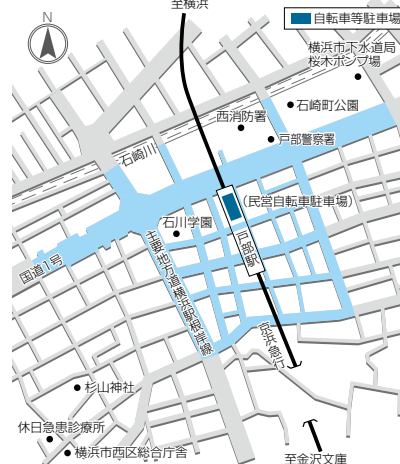 至横浜
N
自転車等駐車場
横浜市下水道局
桜木ポンプ場
石崎町公園
西消防署
戸部警察署
石崎川
(民営自転車駐車場)
石川学園
戸部駅
国道1号
主要地方道横浜駅根岸線
京浜急行
杉山神社
休日急患診療所
横浜市西区総合庁舎
至金沢文庫